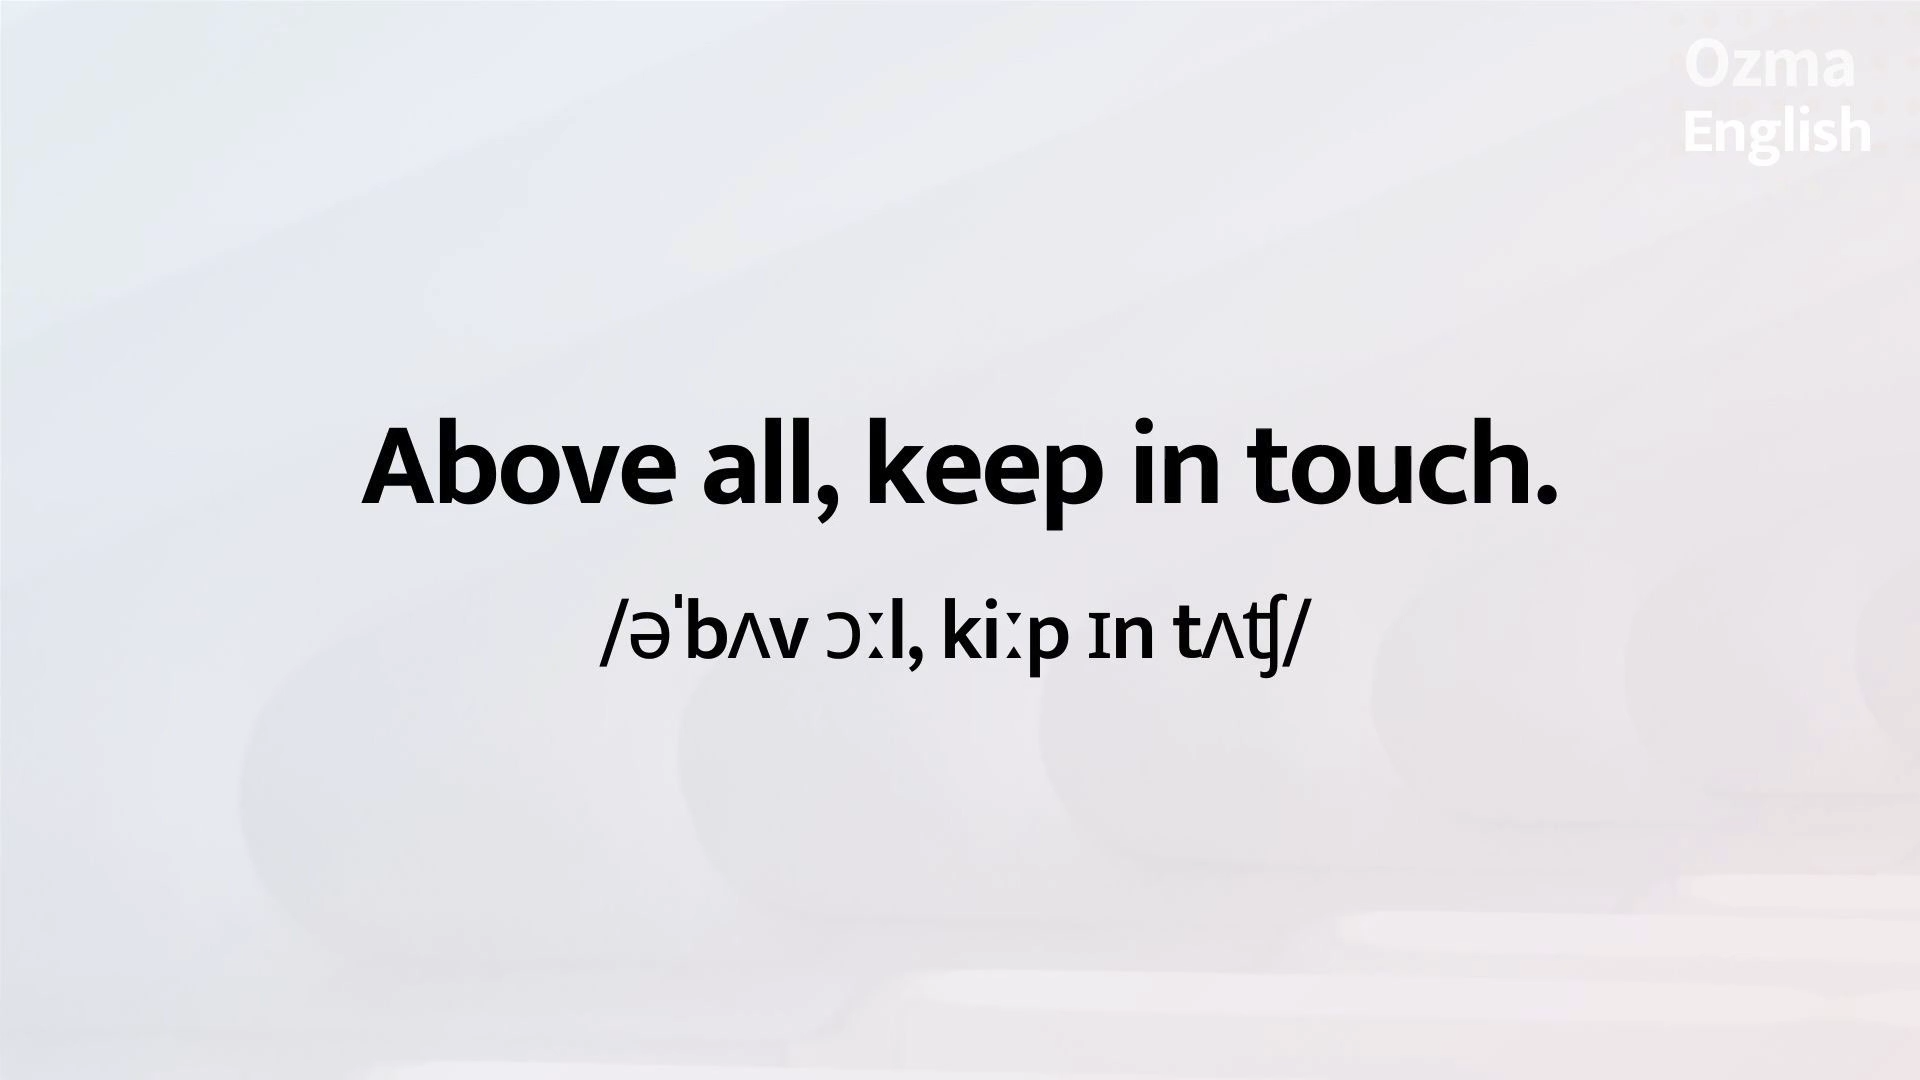 Ozma
English
Above all, keep in touch.
/əˈbʌv ɔːl, kiːp ɪn tʌʧ/